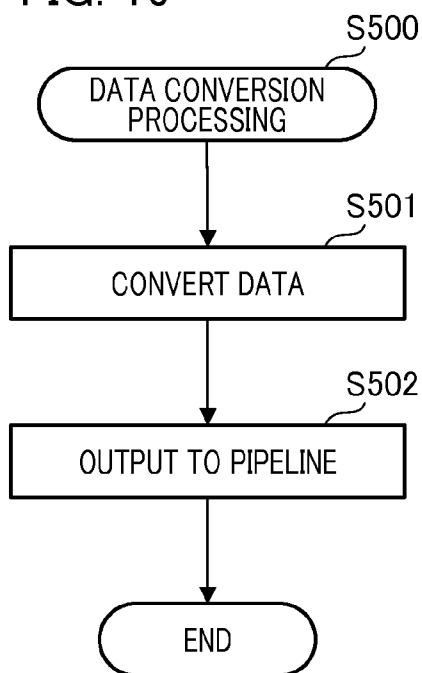 S500
DATA CONVERSION
PROCESSING
S501
CONVERT DATA
S502
OUTPUT TO PIPELINE
END